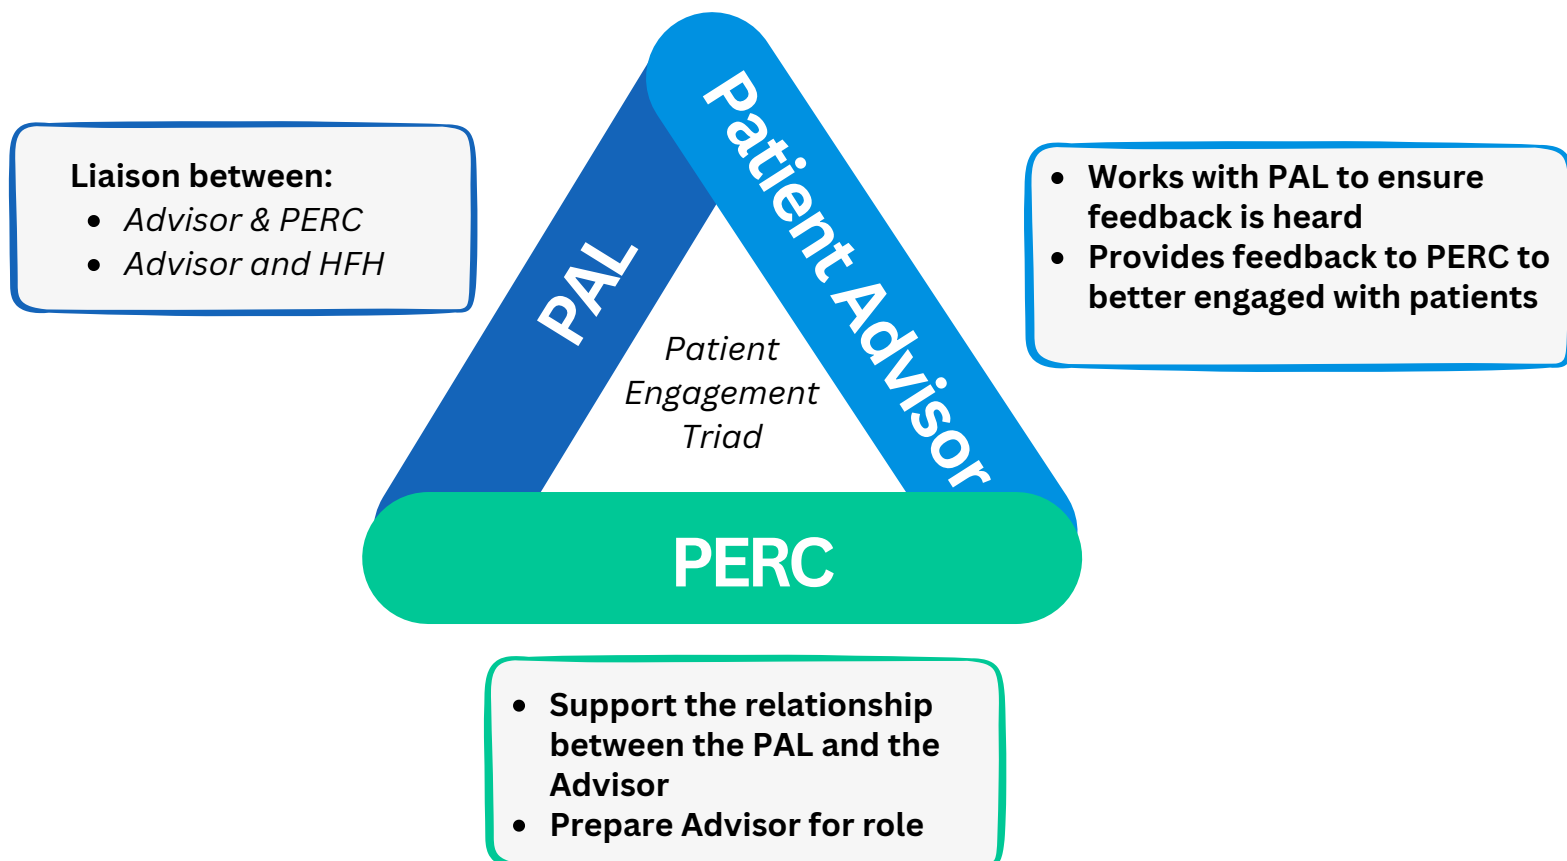 Liaison between:
• Advisor & PERC
• Advisor and HFH
PAL
Patient Advisor
• Works with PAL to ensure
feedback is heard
• Provides feedback to PERC to
better engaged with patients
Patient
Engagement
Triad
PERC
• Support the relationship
between the PAL and the
Advisor
• Prepare Advisor for role